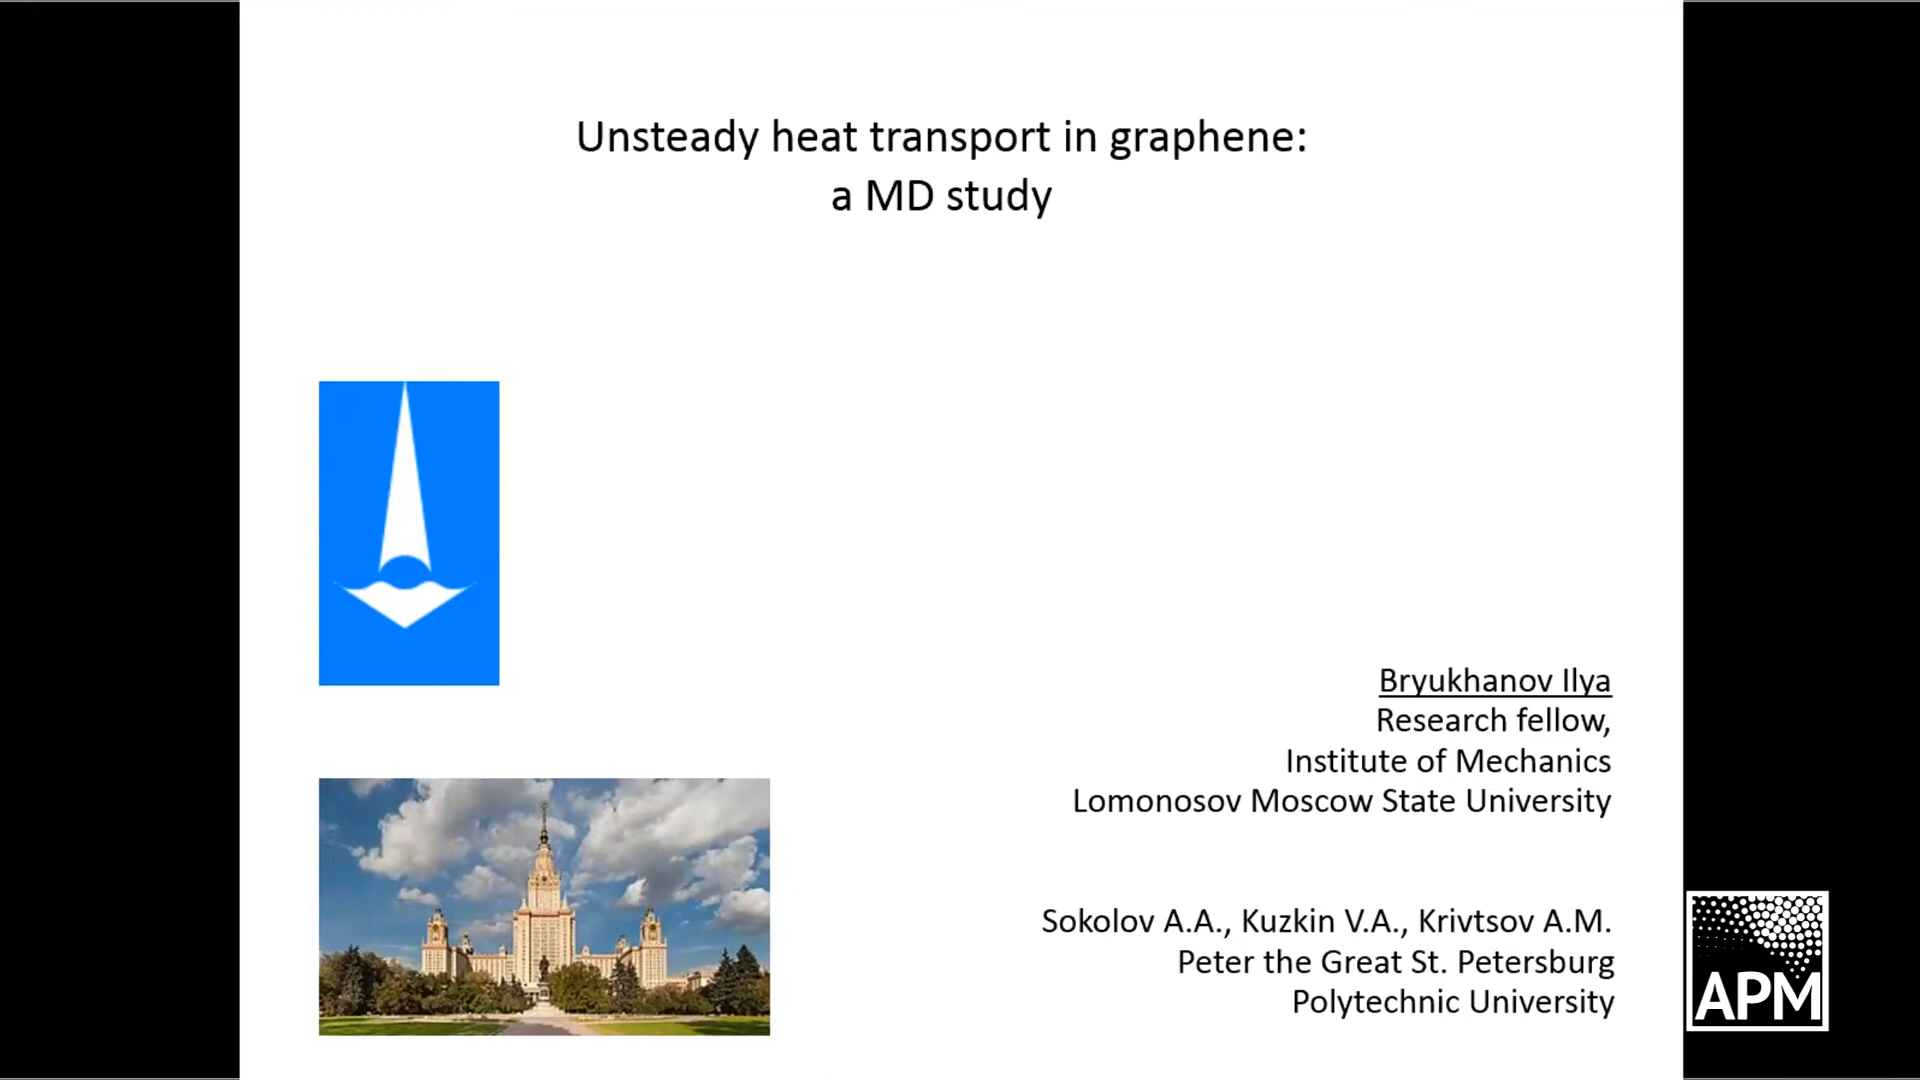 Unsteady heat transport in graphene:
a MD study
Bryukhanov Ilya
Research fellow,
Institute of Mechanics
Lomonosov Moscow State University
Sokolov A.A., Kuzkin V.A., Krivtsov A.M.
Peter the Great St. Petersburg
Polytechnic University
APM